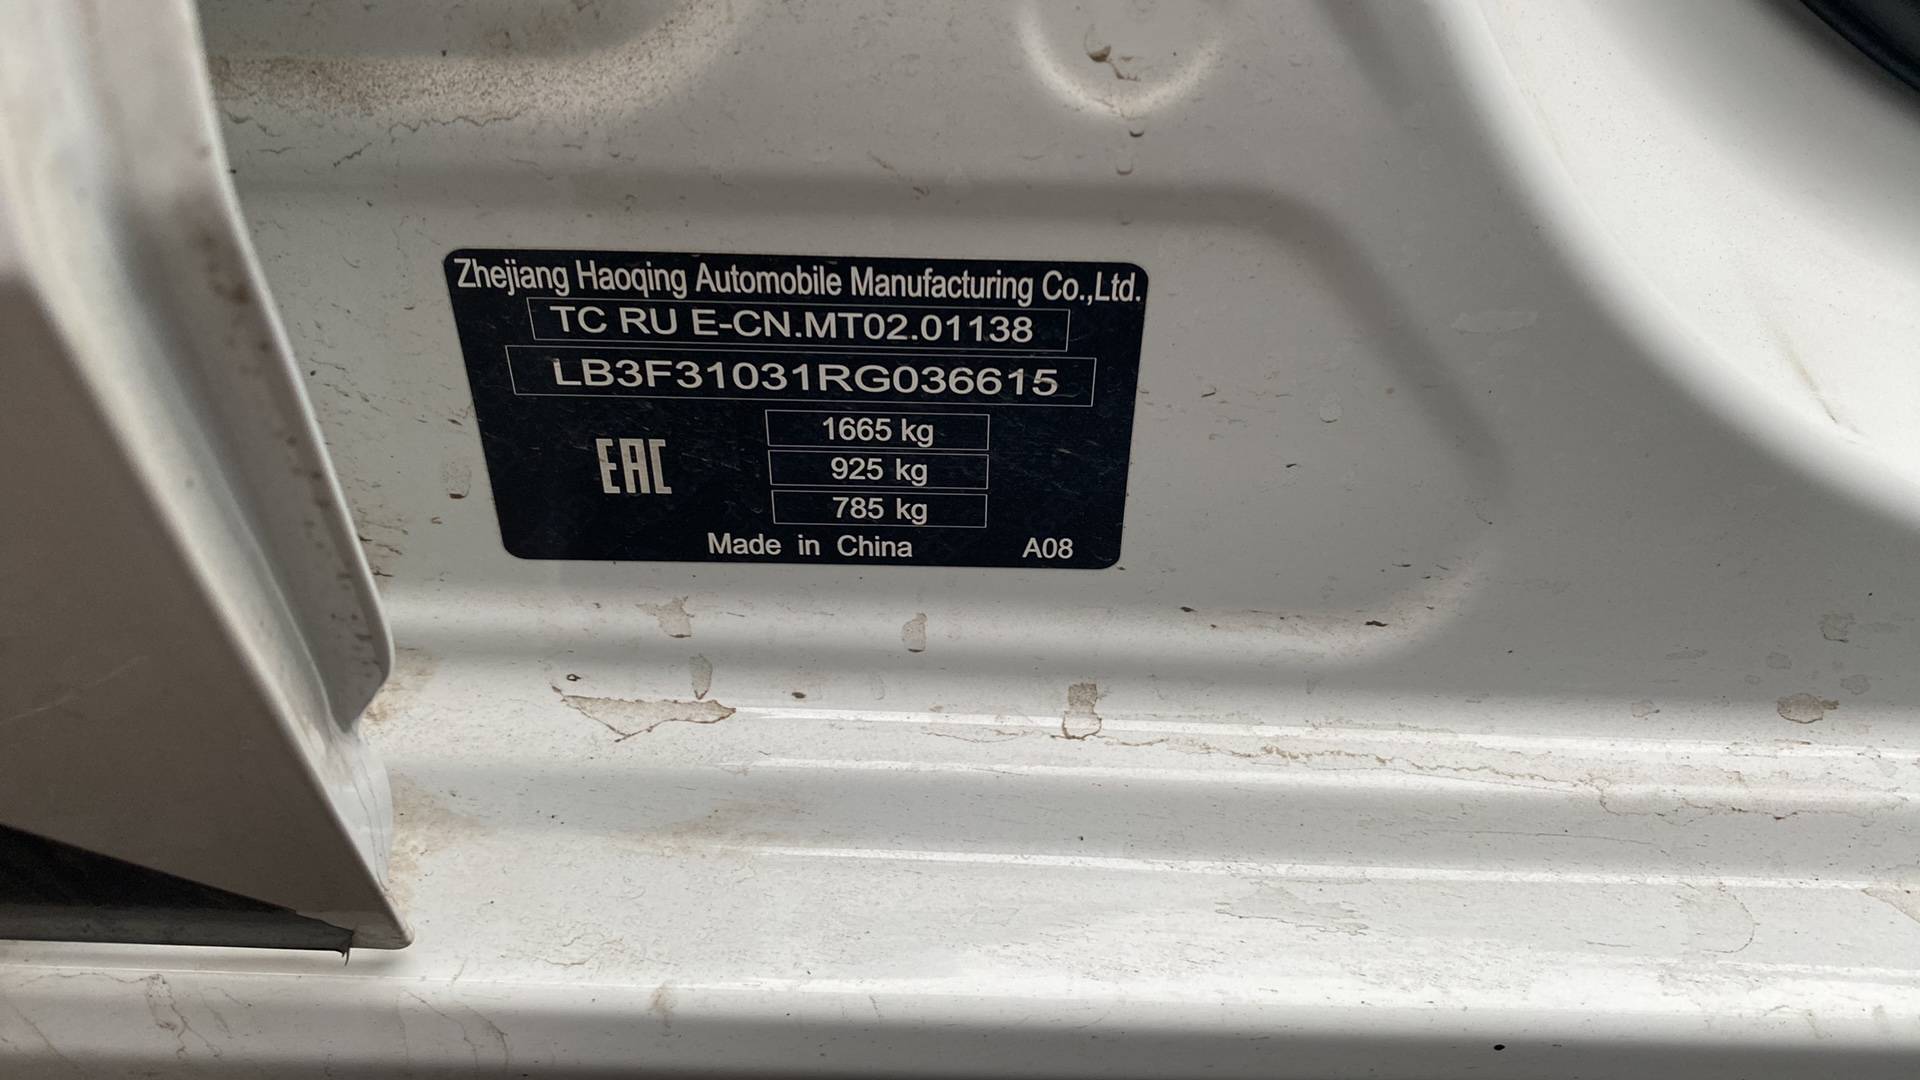 Zhejiang Haoqing Automobile Manufacturing Co.,Ltd.
TC RU E-CN.MT02.01138
LB3F31031RG036615
1665 kg
EAC
925 kg
785 kg
Made in China A08